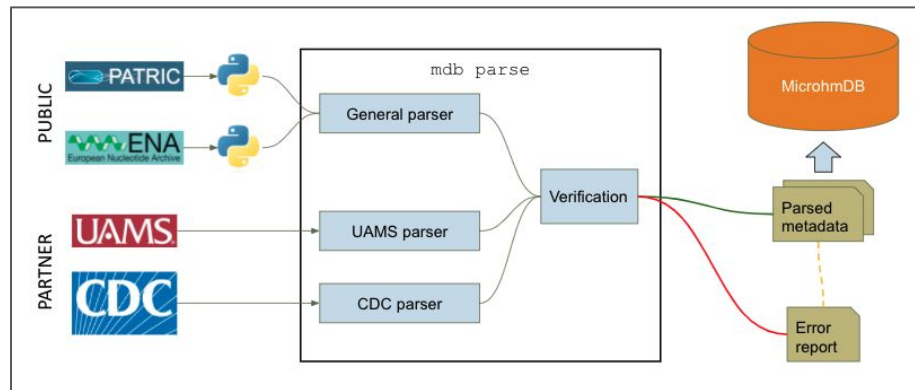 PUBLIC
PATRIC
ENA
European Nucleotide Archive
PARTNER
UAMS
CDC
mdb parse
General parser
UAMS parser
CDC parser
Verification
MicrohmDB
Parsed
metadata
Error
report